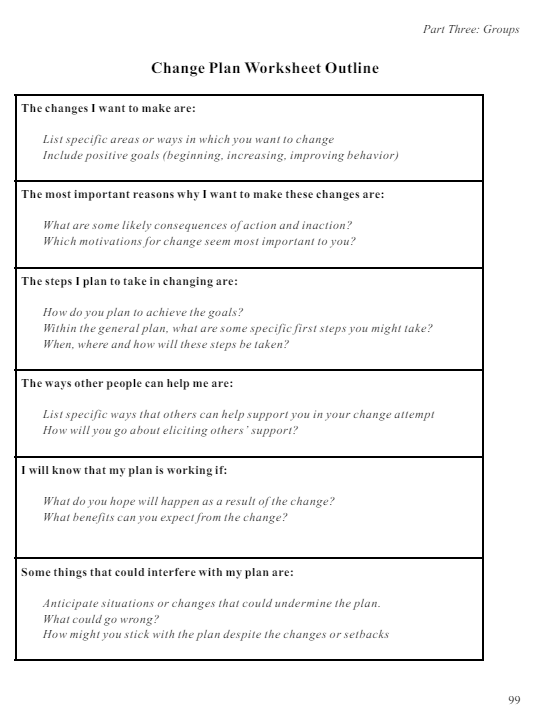 Part Three: Groups
Change Plan Worksheet Outline
The changes I want to make are:
List specific areas or ways in which you want to change
Include positive goals (beginning, increasing, improving behavior)
The most important reasons why I want to make these changes are:
What are some likely consequences of action and inaction?
Which motivations for change seem most important to you?
The steps I plan to take in changing are:
How do you plan to achieve the goals?
Within the general plan, what are some specific first steps you might take?
When, where and how will these steps be taken?
The ways other people can help me are:
List specific ways that others can help support you in your change attempt
How will you go about eliciting others' support?
I will know that my plan is working if:
What do you hope will happen as a result of the change?
What benefits can you expect from the change?
Some things that could interfere with my plan are:
Anticipate situations or changes that could undermine the plan.
What could go wrong?
How might you stick with the plan despite the changes or setbacks
99